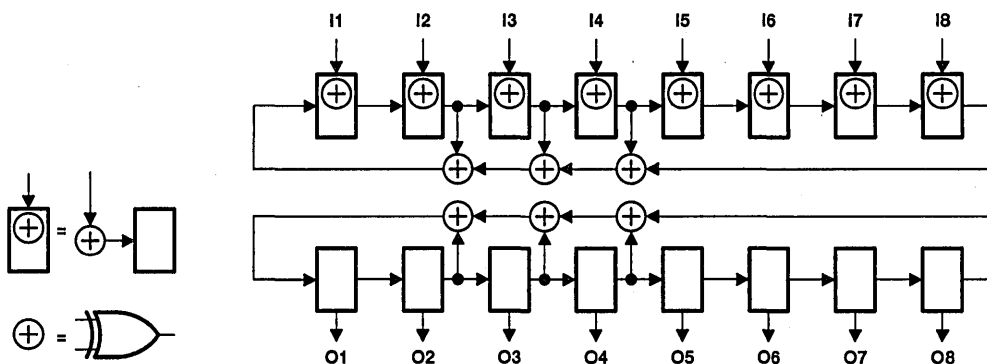 I1 I2 I3 I4 I5 I6 I7 I8
=
=
O1 O2 O3 O4 O5 O6 O7 O8